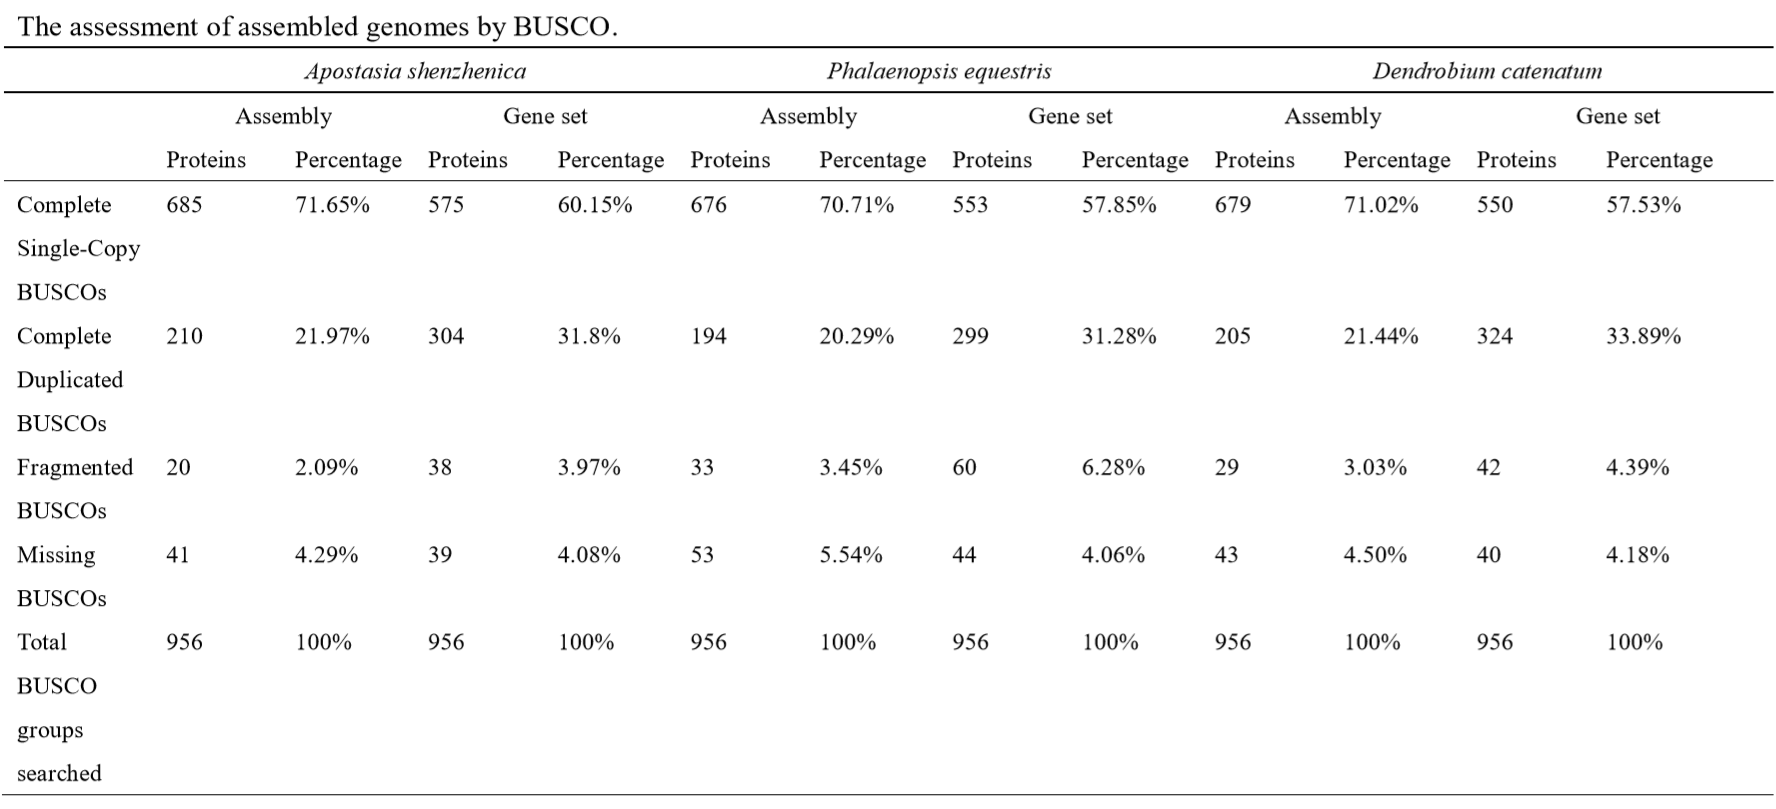 The assessment of assembled genomes by BUSCO.
Apostasia shenzhenica Phalaenopsis equestris Dendrobium catenatum
Assembly Gene set Assembly Gene set Assembly Gene set
Proteins Percentage Proteins Percentage Proteins Percentage Proteins Percentage Proteins Percentage Proteins Percentage
Complete 685 71.65% 575 60.15% 676 70.71% 553 57.85% 679 71.02% 550 57.53%
Single-Copy
BUSCOs
Complete 210 21.97% 304 31.8% 194 20.29% 299 31.28% 205 21.44% 324 33.89%
Duplicated
BUSCOs
Fragmented 20 2.09% 38 3.97% 33 3.45% 60 6.28% 29 3.03% 42 4.39%
BUSCOs
Missing 41 4.29% 39 4.08% 53 5.54% 44 4.06% 43 4.50% 40 4.18%
BUSCOs
Total 956 100% 956 100% 956 100% 956 100% 956 100% 956 100%
BUSCO
groups
searched